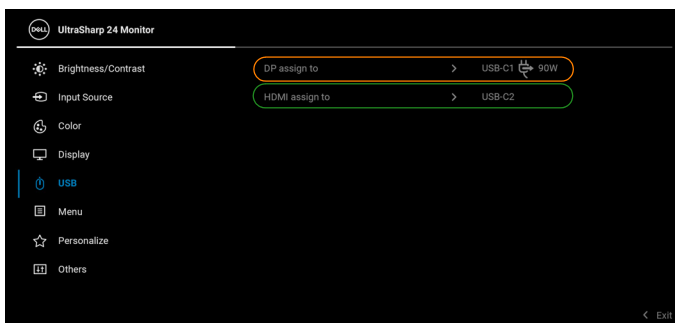 DELL UltraSharp 24 Monitor
Brightness/Contrast
DP assign to > USB-C1 90W
Input Source
HDMI assign to > USB-C2
Color
Display
USB
Menu
Personalize
Others
< Exit